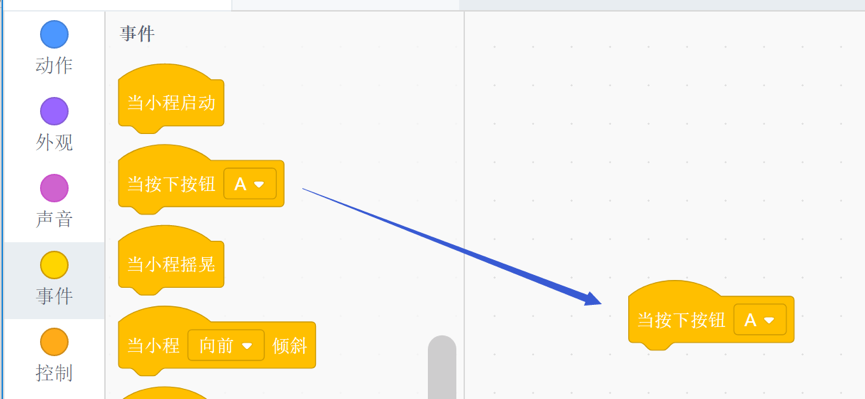 动作
外观
声音
事件
控制
事件
当小程启动
当按下按钮 A
当小程摇晃
当小程 向前 倾斜
当按下按钮 A